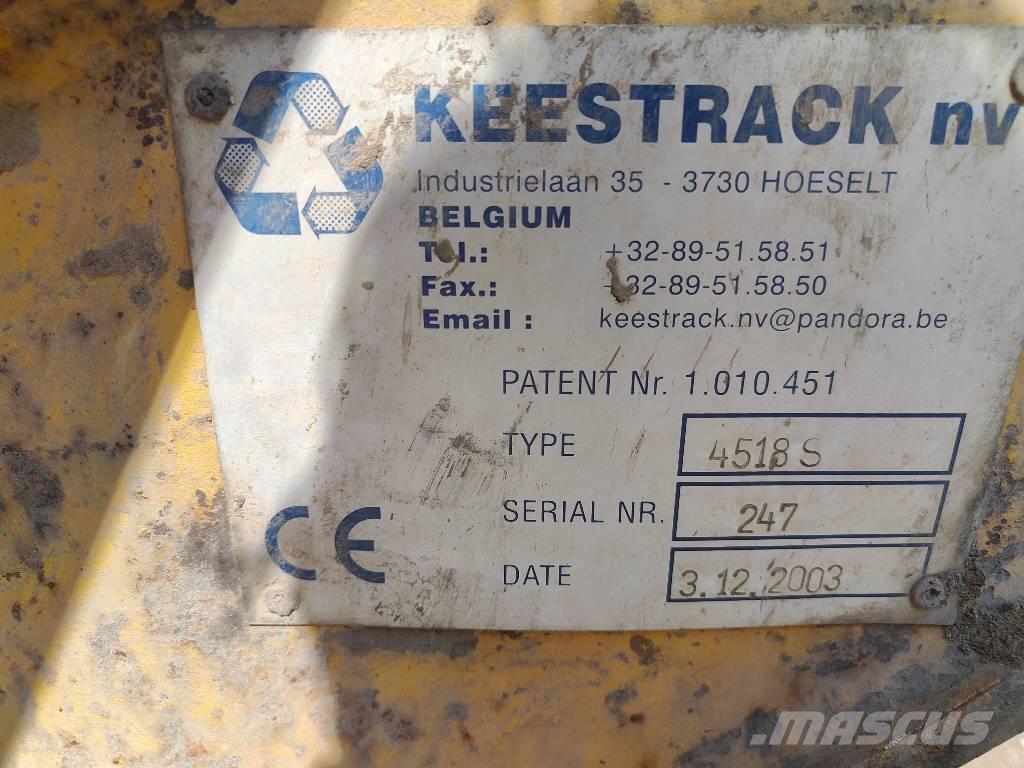 KEESTRACK nv
Industrielaan 35 - 3730 HOESELT
BELGIUM
Tel.: +32-89-51.58.51
Fax.: +32-89-51.58.50
Email : keestrack.nv@pandora.be
PATENT Nr. 1.010.451
TYPE 4518 S
SERIAL NR. 247
DATE 3.12.2003
CE
MASCUS